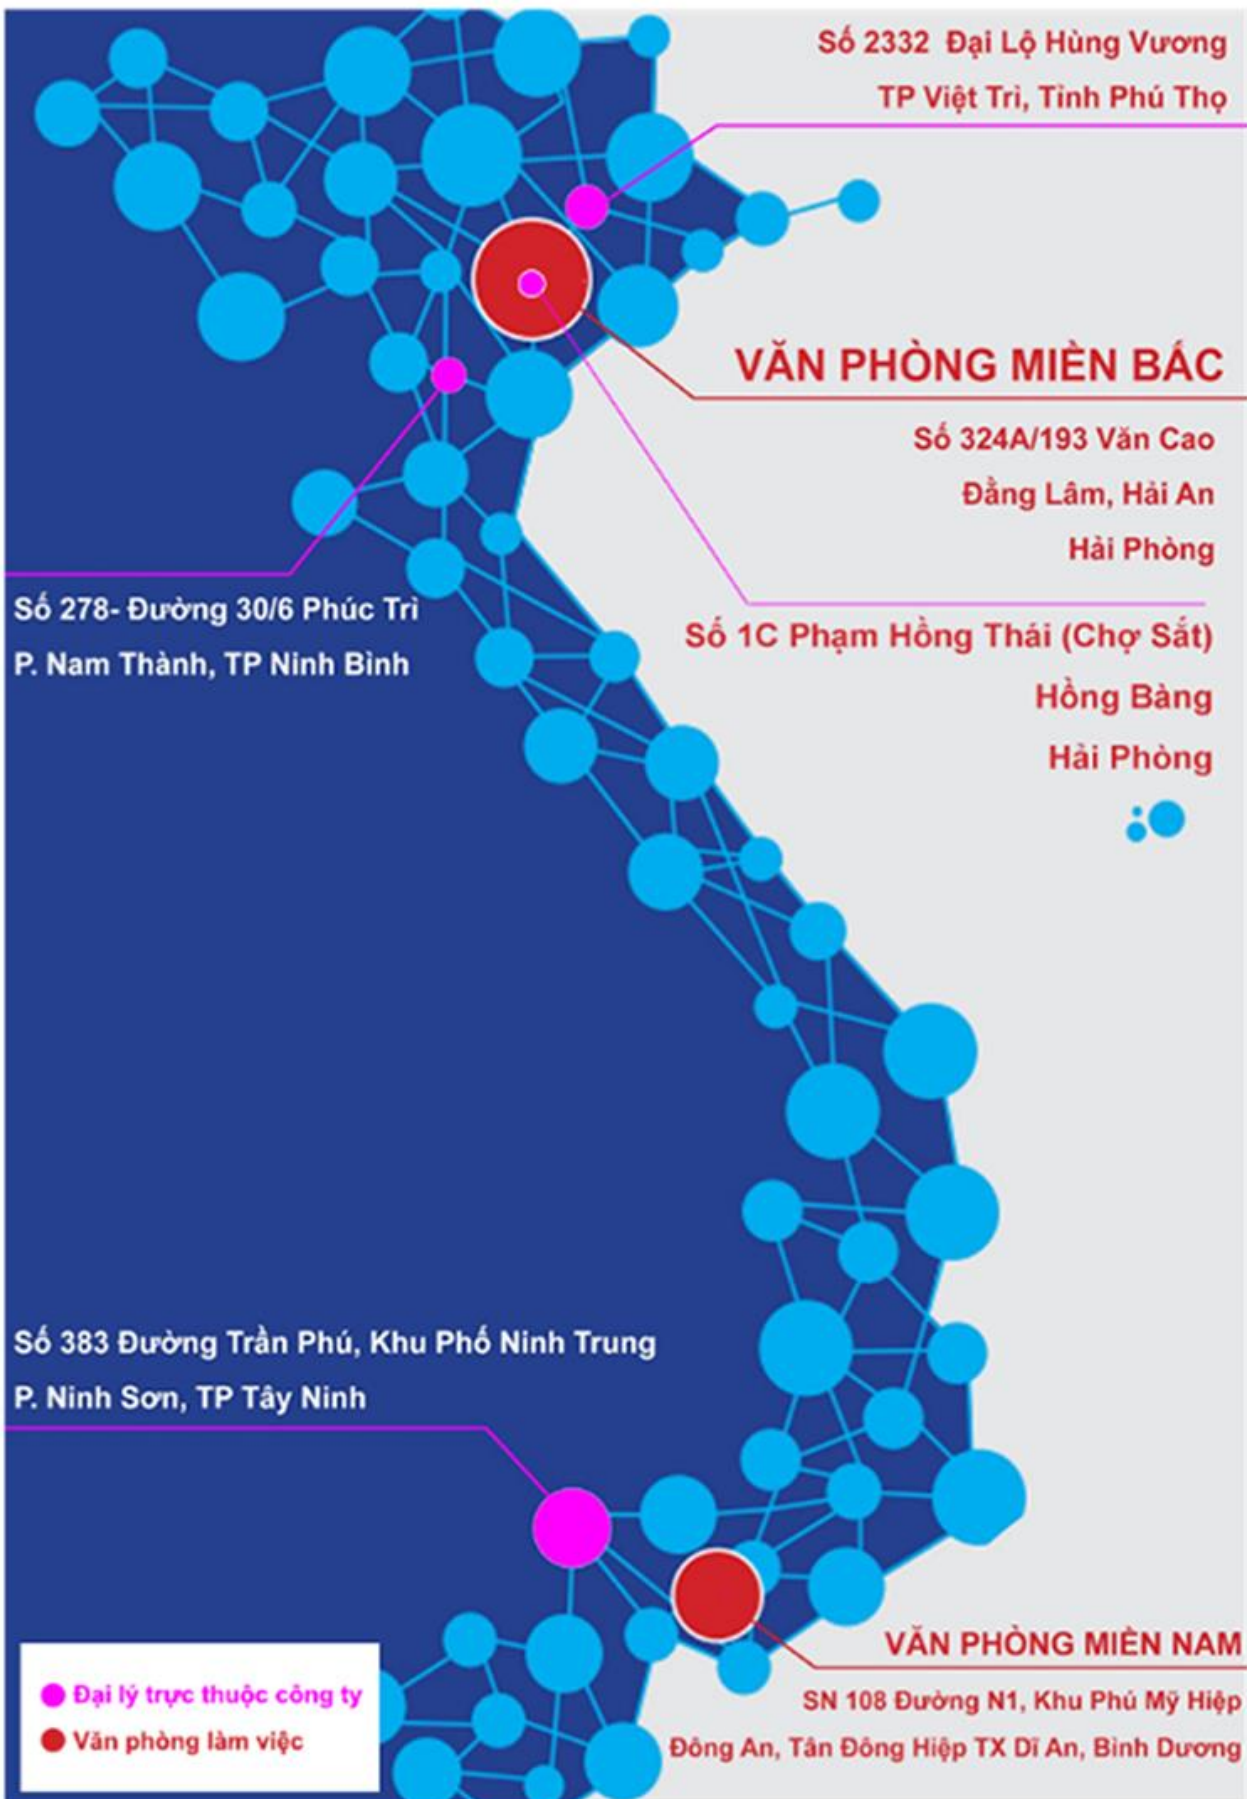 Số 2332 Đại Lộ Hùng Vương
TP Việt Trì, Tỉnh Phú Thọ
VĂN PHÒNG MIỀN BẮC
Số 324A/193 Văn Cao
Đằng Lâm, Hải An
Hải Phòng
Số 278- Đường 30/6 Phúc Trì
P. Nam Thành, TP Ninh Bình
Số 1C Phạm Hồng Thái (Chợ Sắt)
Hồng Bàng
Hải Phòng
Số 383 Đường Trần Phú, Khu Phố Ninh Trung
P. Ninh Sơn, TP Tây Ninh
VĂN PHÒNG MIỀN NAM
SN 108 Đường N1, Khu Phú Mỹ Hiệp
Đông An, Tân Đông Hiệp TX Dĩ An, Bình Dương
Đại lý trực thuộc công ty
Văn phòng làm việc